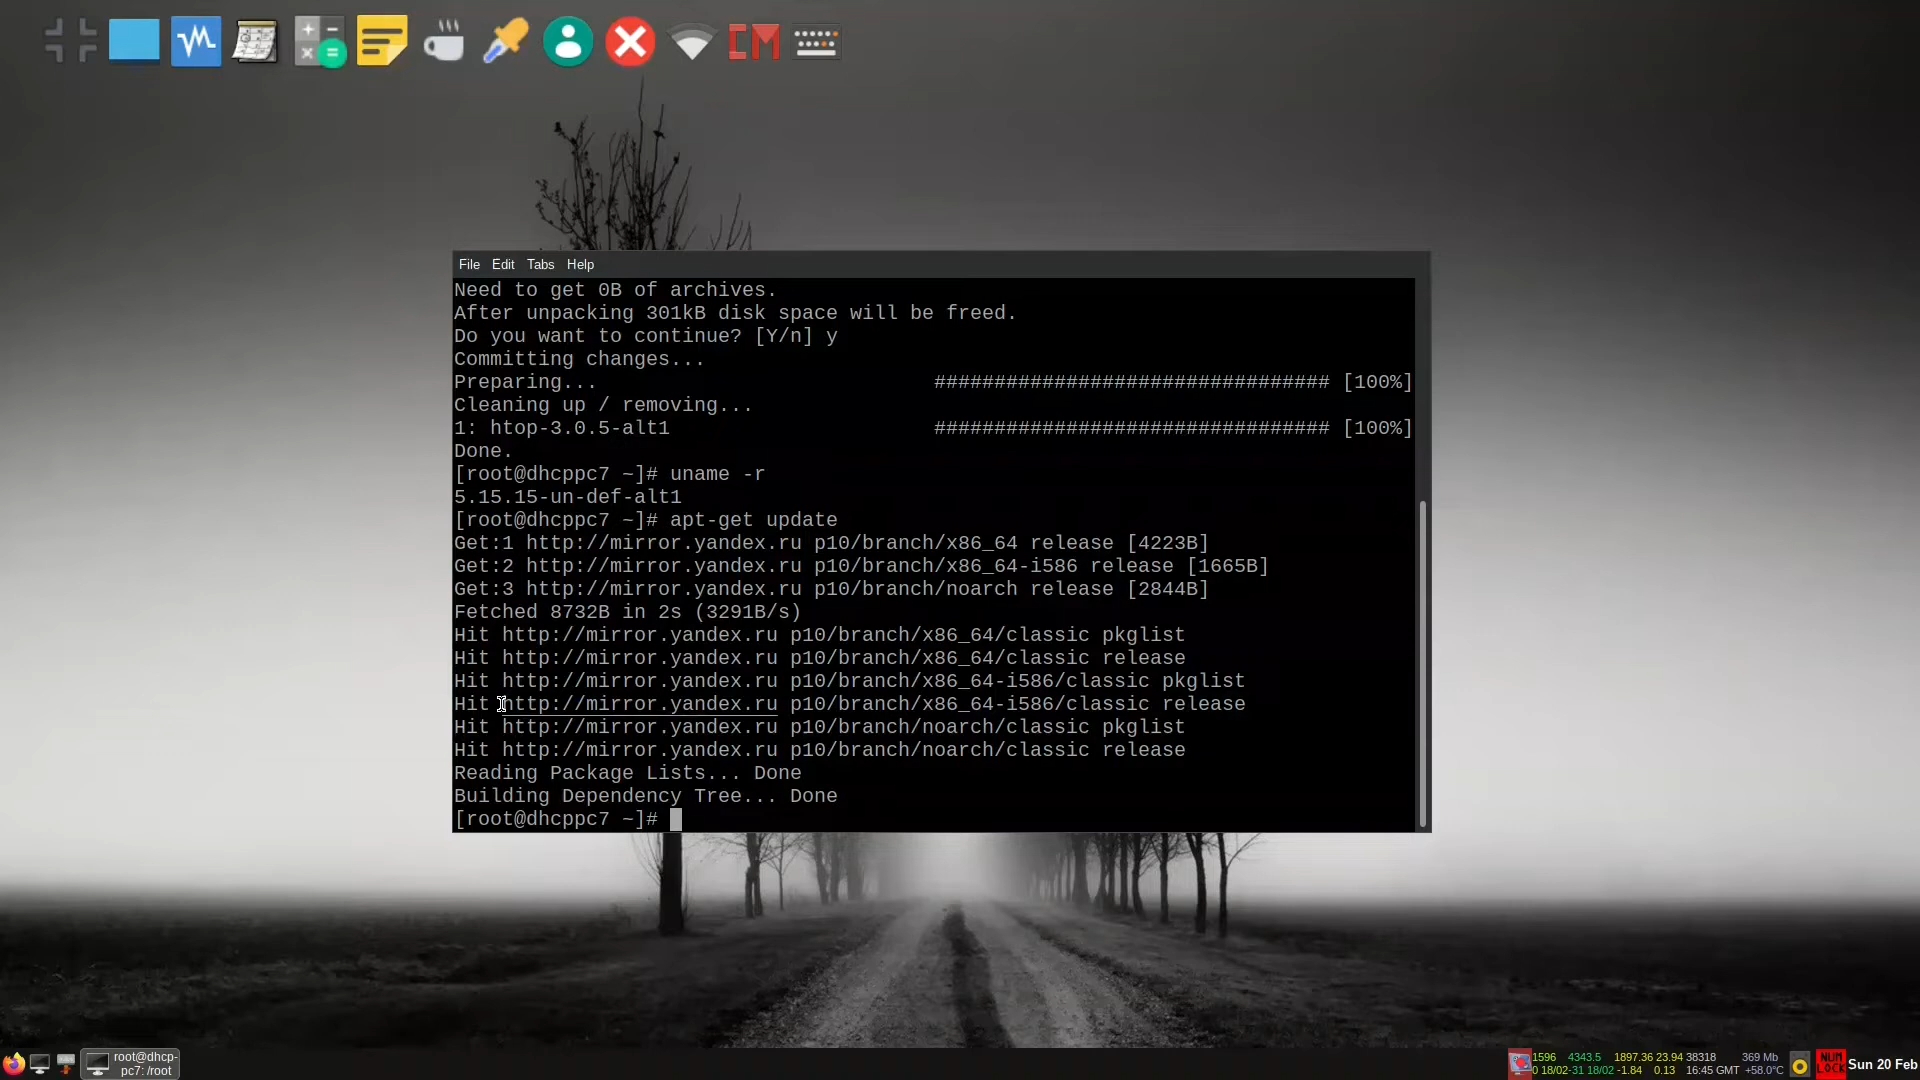 File Edit Tabs Help
Need to get 0B of archives.
After unpacking 301kB disk space will be freed.
Do you want to continue? [Y/n] y
Committing changes...
Preparing... ################################# [100%]
Cleaning up / removing...
1: htop-3.0.5-alt1 ################################# [100%]
Done.
[root@dhcppc7 ~]# uname -r
5.15.15-un-def-alt1
[root@dhcppc7 ~]# apt-get update
Get:1 http://mirror.yandex.ru p10/branch/x86_64 release [4223B]
Get:2 http://mirror.yandex.ru p10/branch/x86_64-i586 release [1665B]
Get:3 http://mirror.yandex.ru p10/branch/noarch release [2844B]
Fetched 8732B in 2s (3291B/s)
Hit http://mirror.yandex.ru p10/branch/x86_64/classic pkglist
Hit http://mirror.yandex.ru p10/branch/x86_64/classic release
Hit http://mirror.yandex.ru p10/branch/x86_64-i586/classic pkglist
Hit http://mirror.yandex.ru p10/branch/x86_64-i586/classic release
Hit http://mirror.yandex.ru p10/branch/noarch/classic pkglist
Hit http://mirror.yandex.ru p10/branch/noarch/classic release
Reading Package Lists... Done
Building Dependency Tree... Done
[root@dhcppc7 ~]#
root@dhcp-
pc7: /root
1596 4343.5 1897.36 23.94 38318 369 Mb
0 18/02-31 18/02 -1.84 0.13 16:45 GMT +58.0°C
NUM
LOCK
Sun 20 Feb